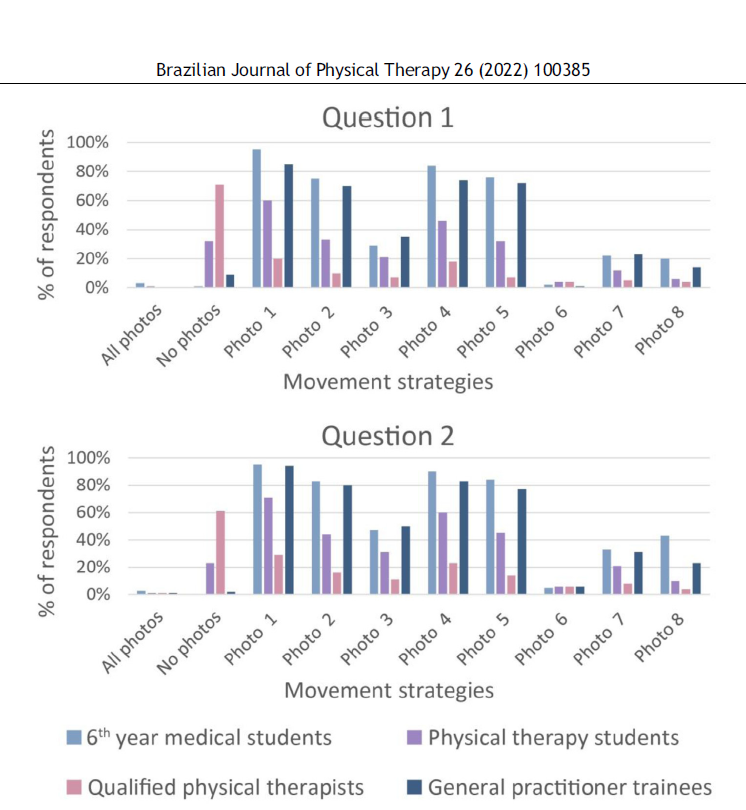 Brazilian Journal of Physical Therapy 26 (2022) 100385
Question 1
% of respondents
100%
80%
60%
40%
20%
0%
All photos
No photos
Photo 1
Photo 2
Photo 3
Photo 4
Photo 5
Photo 6
Photo 7
Photo 8
Movement strategies
Question 2
% of respondents
100%
80%
60%
40%
20%
0%
All photos
No photos
Photo 1
Photo 2
Photo 3
Photo 4
Photo 5
Photo 6
Photo 7
Photo 8
Movement strategies
6th year medical students
Physical therapy students
Qualified physical therapists
General practitioner trainees